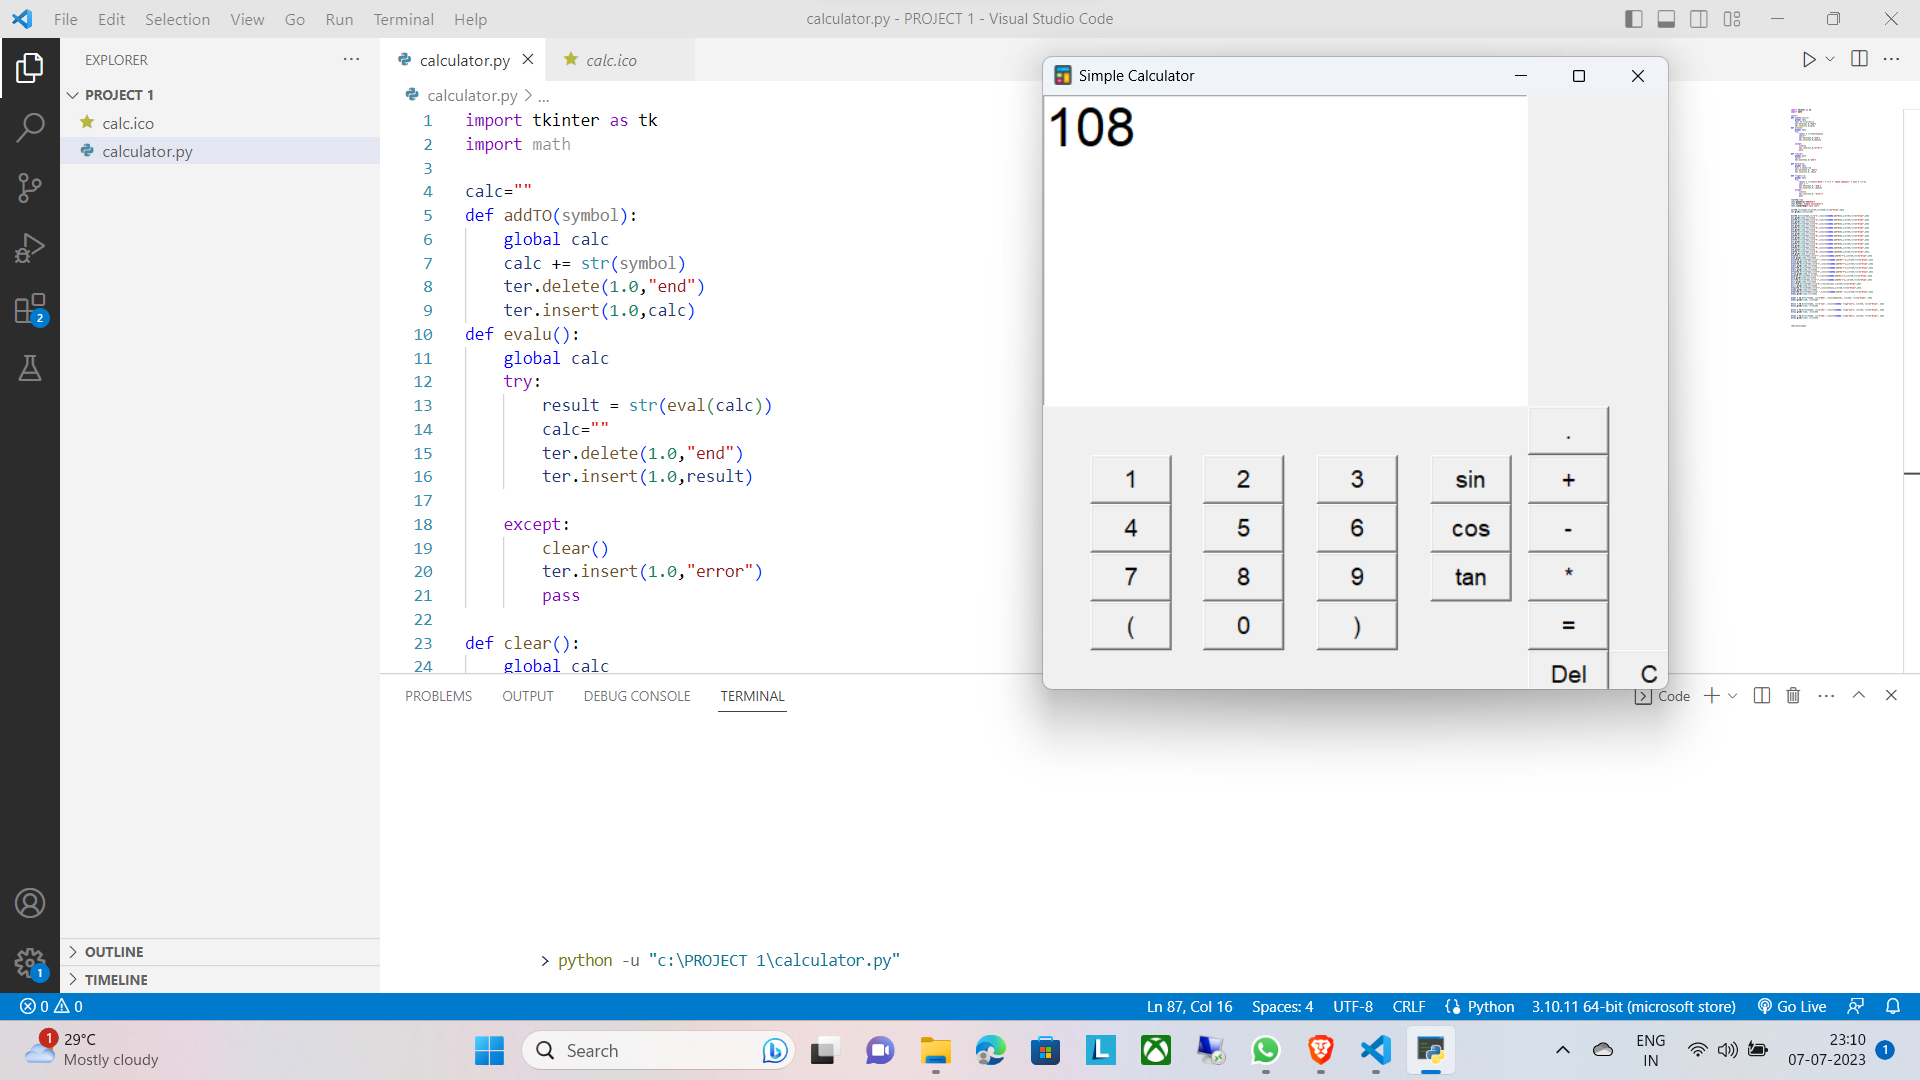 File Edit Selection View Go Run Terminal Help
calculator.py - PROJECT 1 - Visual Studio Code
EXPLORER
PROJECT 1
calc.ico
calculator.py
OUTLINE
TIMELINE
2
1
calculator.py
calc.ico
calculator.py > ...
1 import tkinter as tk
2 import math
3
4 calc=""
5 def addTO(symbol):
6 global calc
7 calc += str(symbol)
8 ter.delete(1.0,"end")
9 ter.insert(1.0,calc)
10 def evalu():
11 global calc
12 try:
13 result = str(eval(calc))
14 calc=""
15 ter.delete(1.0,"end")
16 ter.insert(1.0,result)
17
18 except:
19 clear()
20 ter.insert(1.0,"error")
21 pass
22
23 def clear():
24 global calc
Simple Calculator
108
.
1 2 3 sin +
4 5 6 cos -
7 8 9 tan *
( 0 ) =
Del C
PROBLEMS OUTPUT DEBUG CONSOLE TERMINAL
Code
> python -u "c:\PROJECT 1\calculator.py"
0 0
Ln 87, Col 16 Spaces: 4 UTF-8 CRLF Python 3.10.11 64-bit (microsoft store) Go Live
1
29°C
Mostly cloudy
Search
L
ENG
IN
23:10
07-07-2023
1